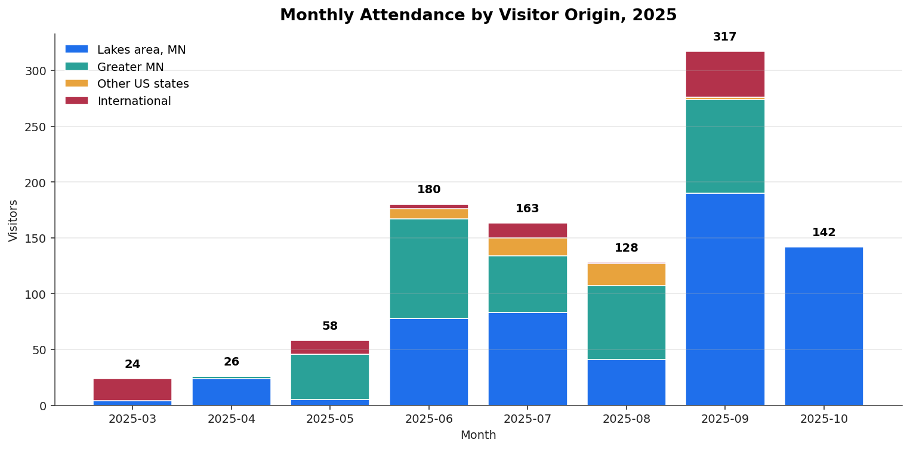 Monthly Attendance by Visitor Origin, 2025
Lakes area, MN
Greater MN
Other US states
International
Visitors
300
250
200
150
100
50
0
24
26
58
180
163
128
317
142
2025-03 2025-04 2025-05 2025-06 2025-07 2025-08 2025-09 2025-10
Month